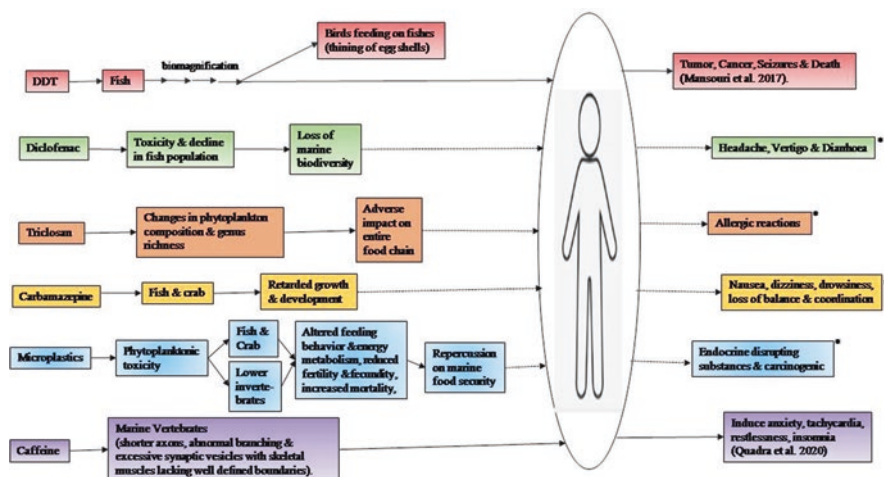 Birds feeding on fishes
(thining of egg shells)
biomagnification
DDT
Fish
Tumor, Cancer, Seizures & Death
(Mansouri et al. 2017).
Diclofenac
Toxicity & decline
in fish population
Loss of
marine
biodiversity
Headache, Vertigo & Diarrhoea *
Triclosan
Changes in phytoplankton
composition & genus
richness
Adverse
impact on
entire
food chain
Allergic reactions *
Carbamazepine
Fish & crab
Retarded growth
& development
Nausea, dizziness, drowsiness,
loss of balance & coordination *
Microplastics
Phytoplanktonic
toxicity
Fish &
Crab
Lower
inverte-
brates
Altered feeding
behavior &energy
metabolism, reduced
fertility &fecundity,
increased mortality,
Repercussion
on marine
food security
Endocrine disrupting
substances & carcinogenic *
Caffeine
Marine Vertebrates
(shorter axons, abnormal branching &
excessive synaptic vesicles with skeletal
muscles lacking well defined boundaries).
Induce anxiety, tachycardia,
restlessness, insomnia
(Quadra et al. 2020)